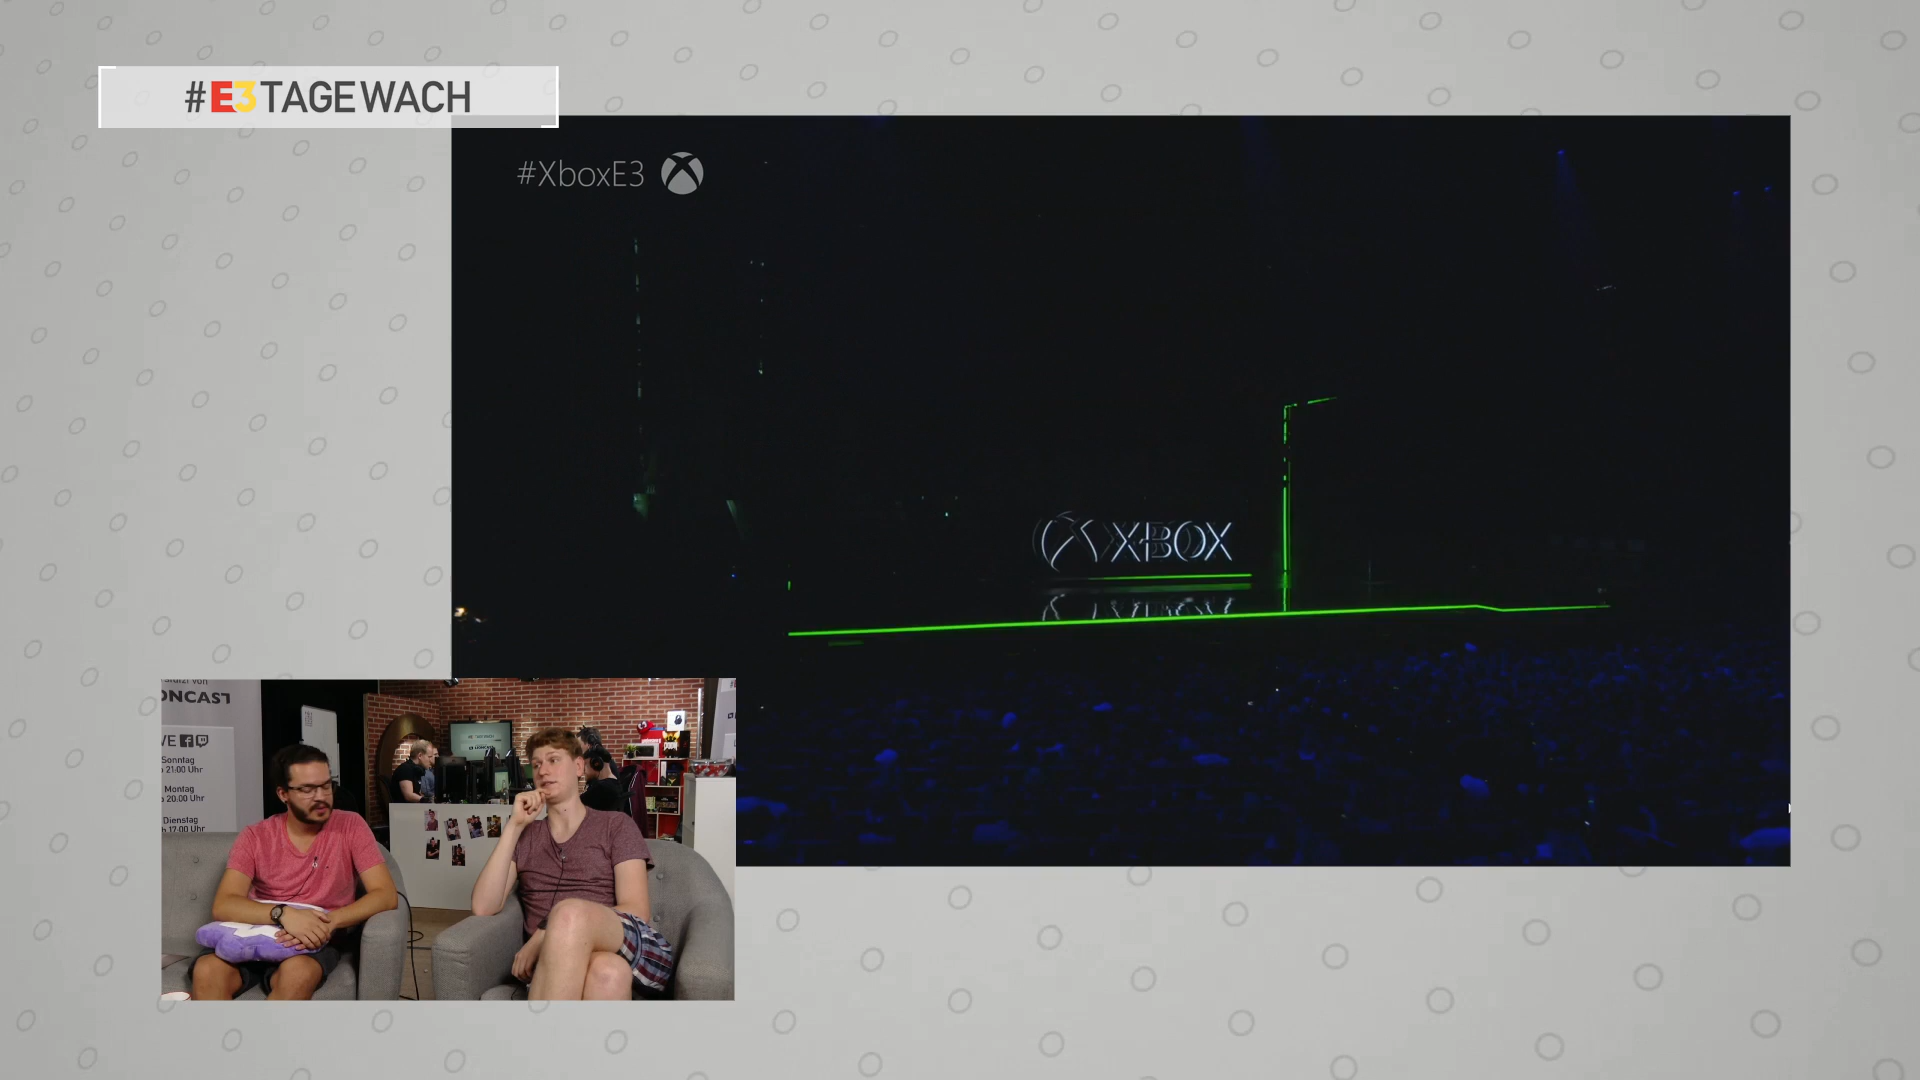 #E3TAGEWACH
#XboxE3
XBOX
ONCAST
Sonntag
21:00 Uhr
Montag
20:00 Uhr
Dienstag
17:00 Uhr